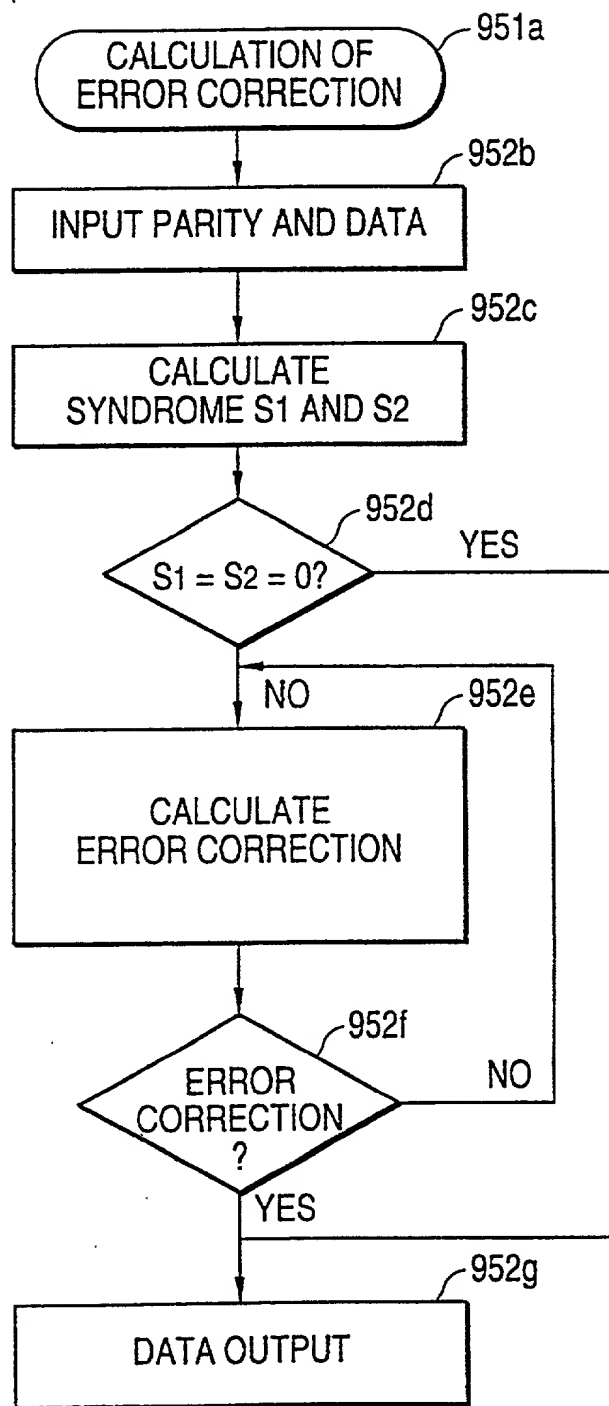 951a
CALCULATION OF
ERROR CORRECTION
952b
INPUT PARITY AND DATA
952c
CALCULATE
SYNDROME S1 AND S2
952d
S1 = S2 = 0?
YES
NO
952e
CALCULATE
ERROR CORRECTION
952f
ERROR
CORRECTION
?
NO
YES
952g
DATA OUTPUT